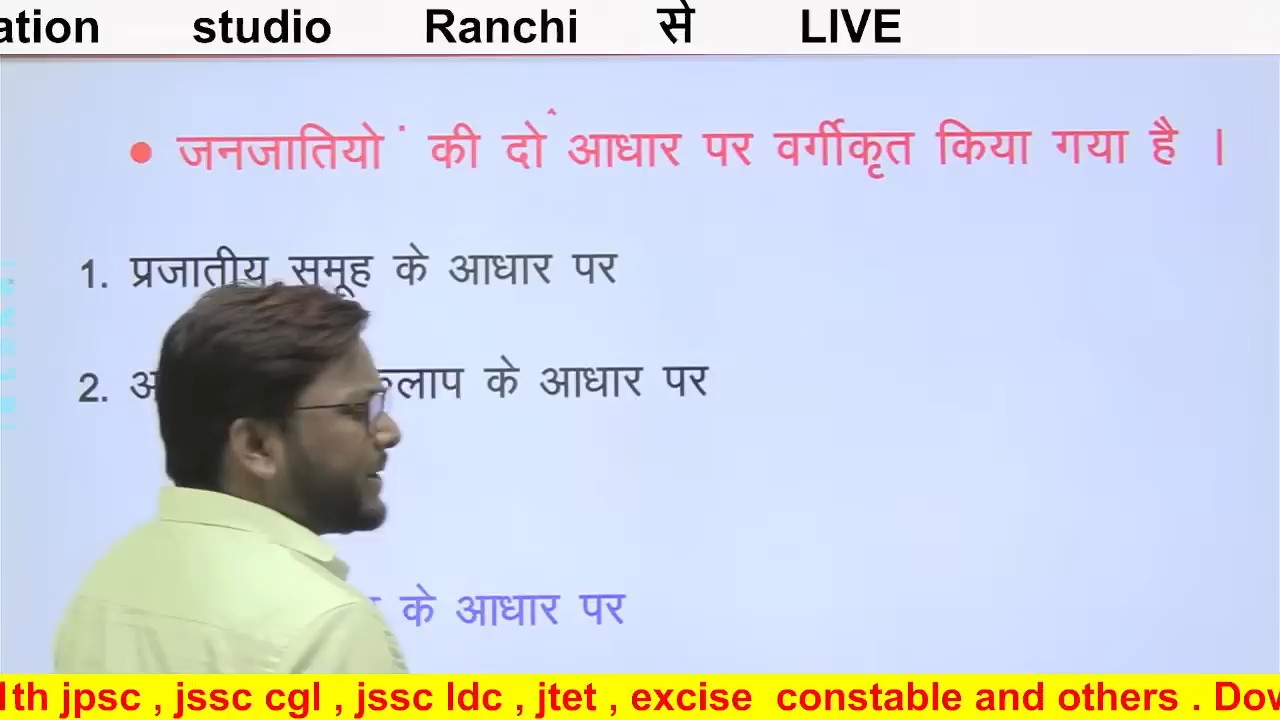 ation studio Ranchi से LIVE
• जनजातियो की दो आधार पर वर्गीकृत किया गया है ।
1. प्रजातीय समूह के आधार पर
2. के आधार पर
के आधार पर
1th jpsc , jssc cgl , jssc ldc , jtet , excise constable and others . Dov